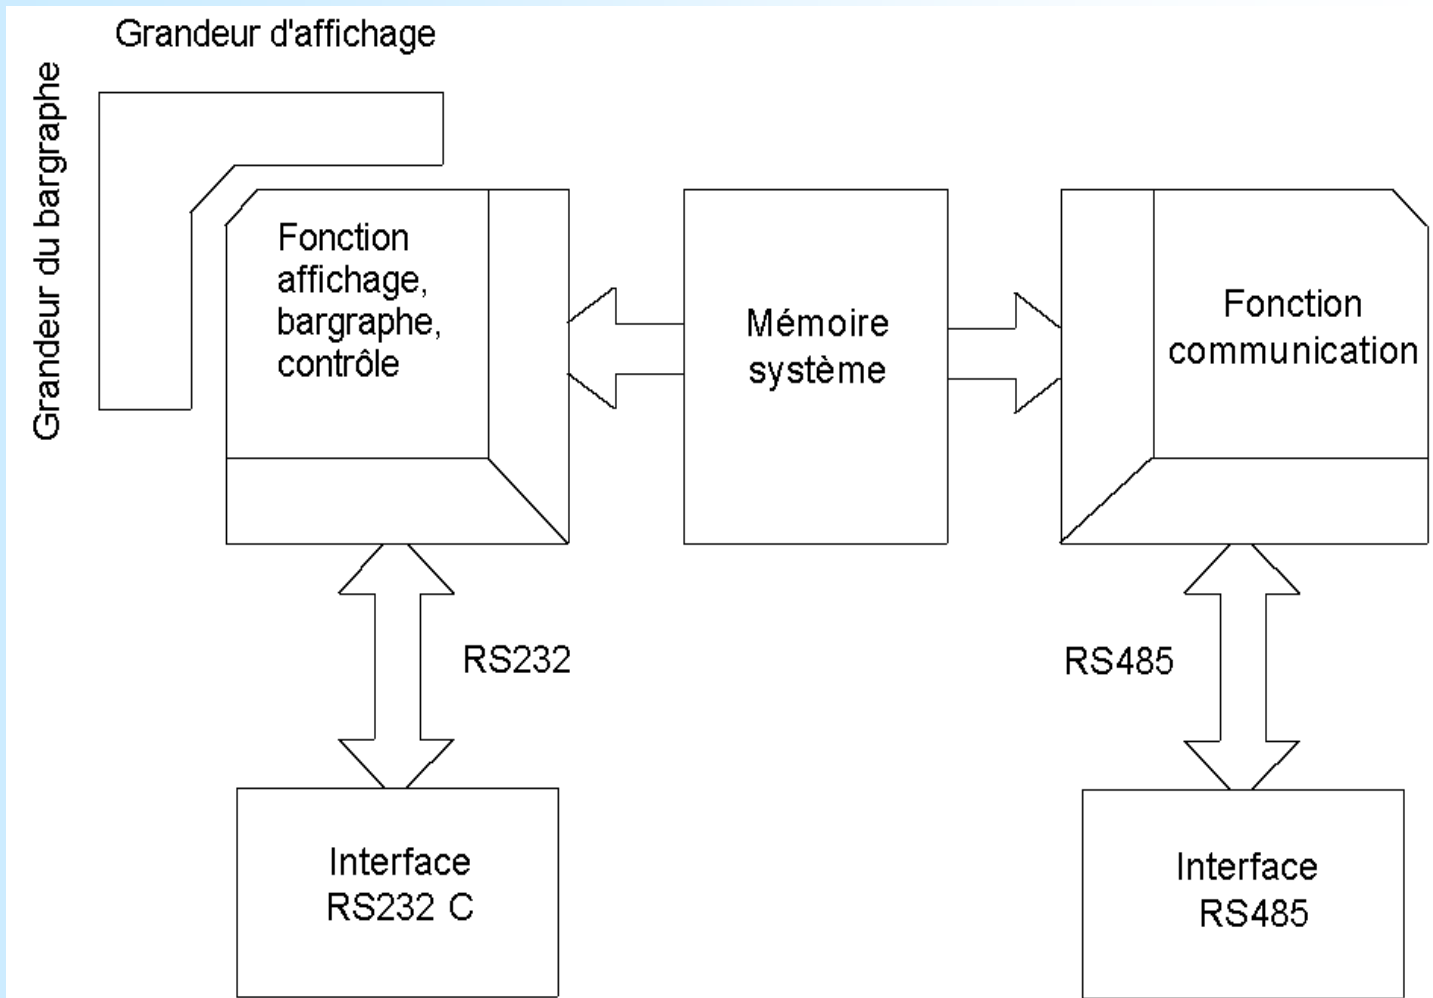 Grandeur d'affichage
Grandeur du bargraphe
Fonction
affichage,
bargraphe,
contrôle
Mémoire
système
Fonction
communication
RS232
RS485
Interface
RS232 C
Interface
RS485